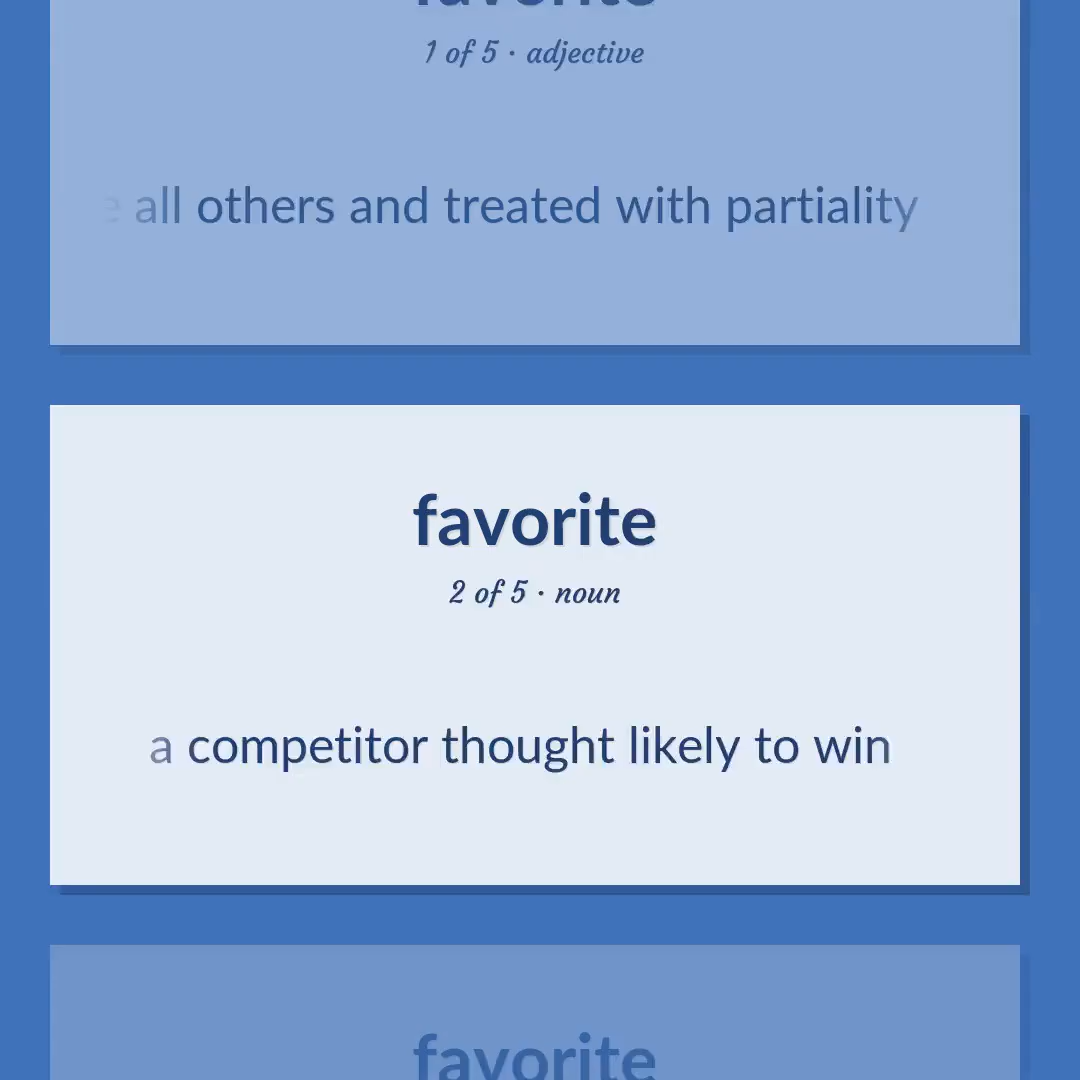 favorite
1 of 5 · adjective
all others and treated with partiality
favorite
2 of 5 · noun
a competitor thought likely to win
favorite